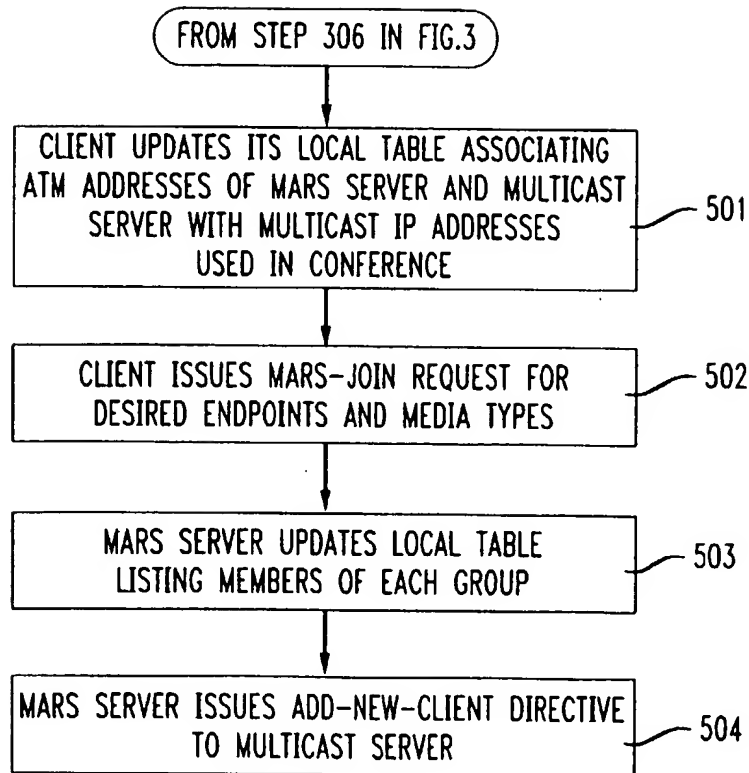 FROM STEP 306 IN FIG.3
CLIENT UPDATES ITS LOCAL TABLE ASSOCIATING
ATM ADDRESSES OF MARS SERVER AND MULTICAST
SERVER WITH MULTICAST IP ADDRESSES
USED IN CONFERENCE
501
CLIENT ISSUES MARS-JOIN REQUEST FOR
DESIRED ENDPOINTS AND MEDIA TYPES
502
MARS SERVER UPDATES LOCAL TABLE
LISTING MEMBERS OF EACH GROUP
503
MARS SERVER ISSUES ADD-NEW-CLIENT DIRECTIVE
TO MULTICAST SERVER
504